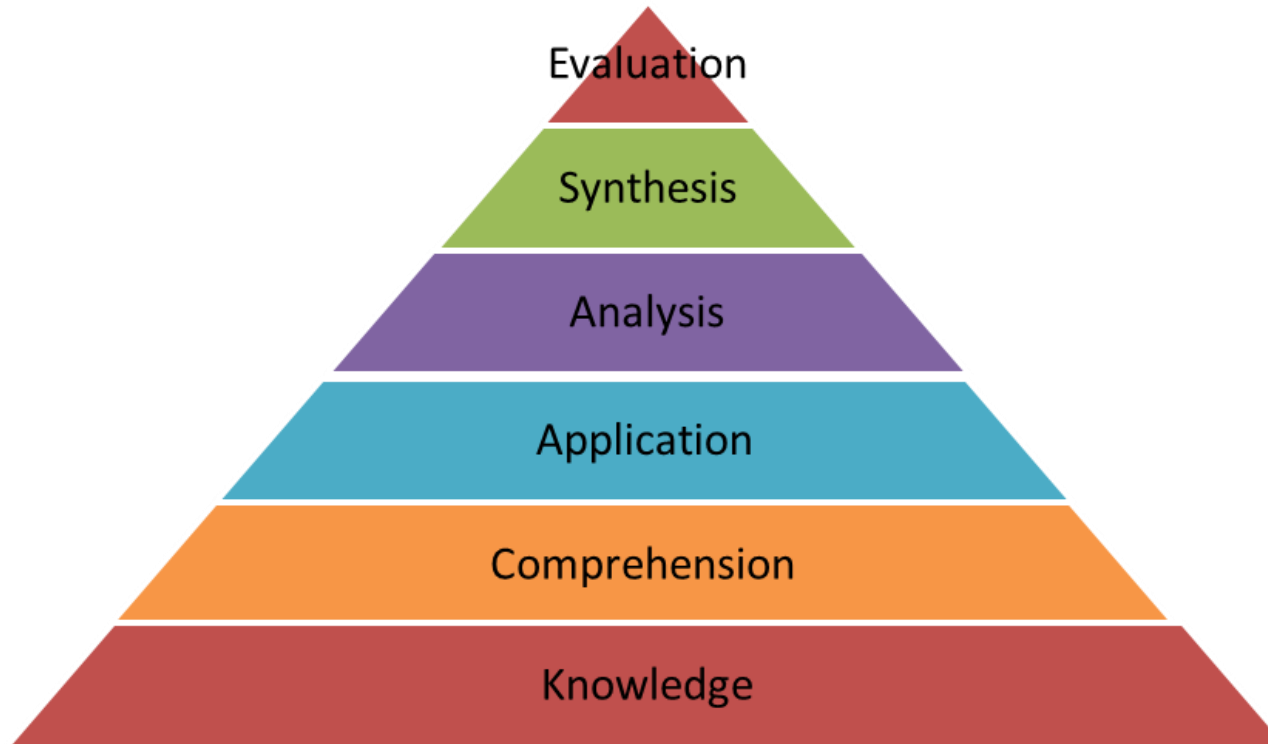 Evaluation
Synthesis
Analysis
Application
Comprehension
Knowledge